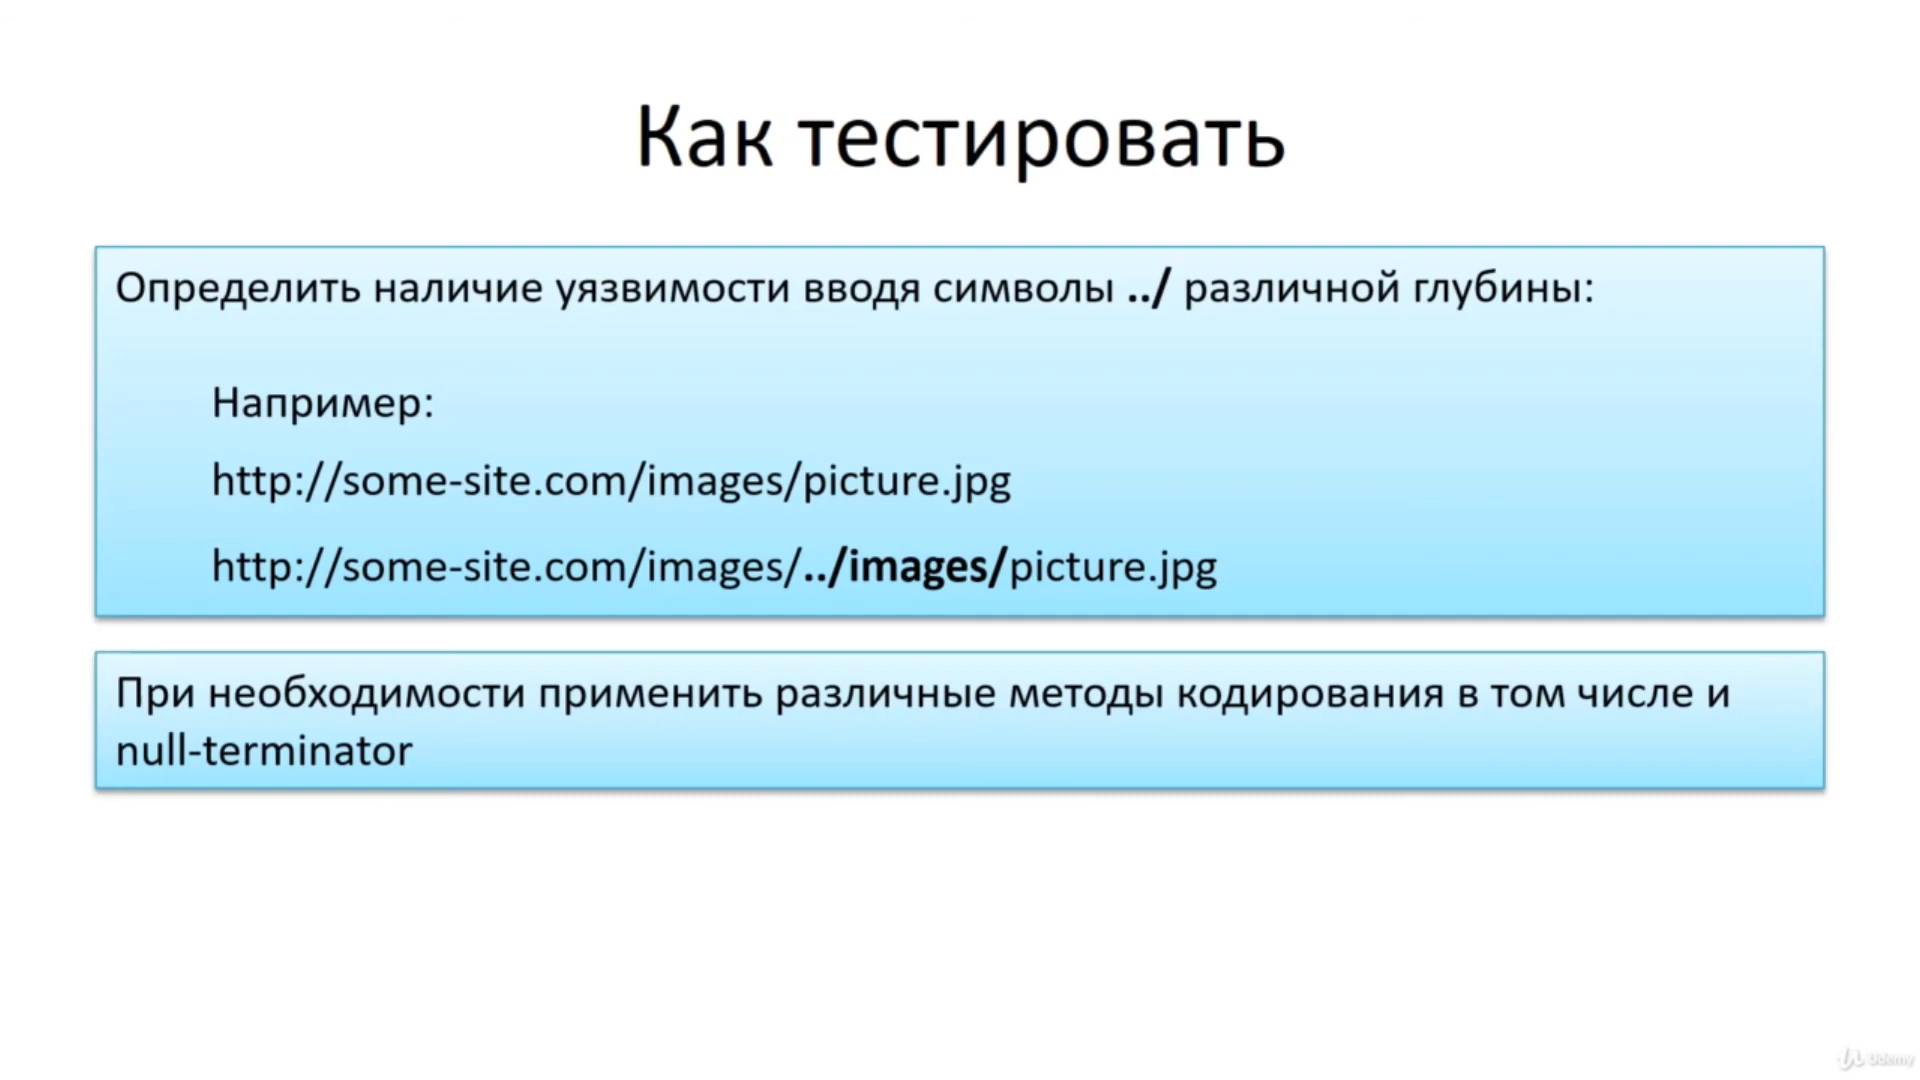 Как тестировать
Определить наличие уязвимости вводя символы ../ различной глубины:
Например:
http://some-site.com/images/picture.jpg
http://some-site.com/images/../images/picture.jpg
При необходимости применить различные методы кодирования в том числе и
null-terminator
Udemy